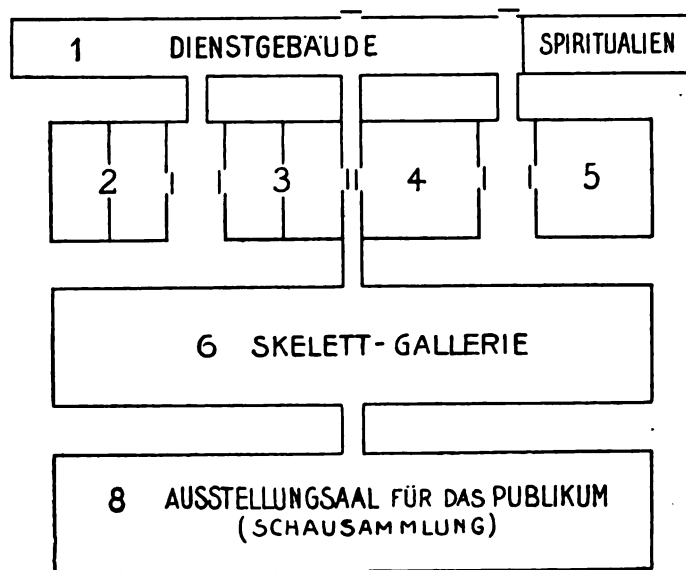 1 DIENSTGEBÄUDE SPIRITUALIEN
2 3 4 5
6 SKELETT-GALLERIE
8 AUSSTELLUNGSAAL FÜR DAS PUBLIKUM
(SCHAUSAMMLUNG)